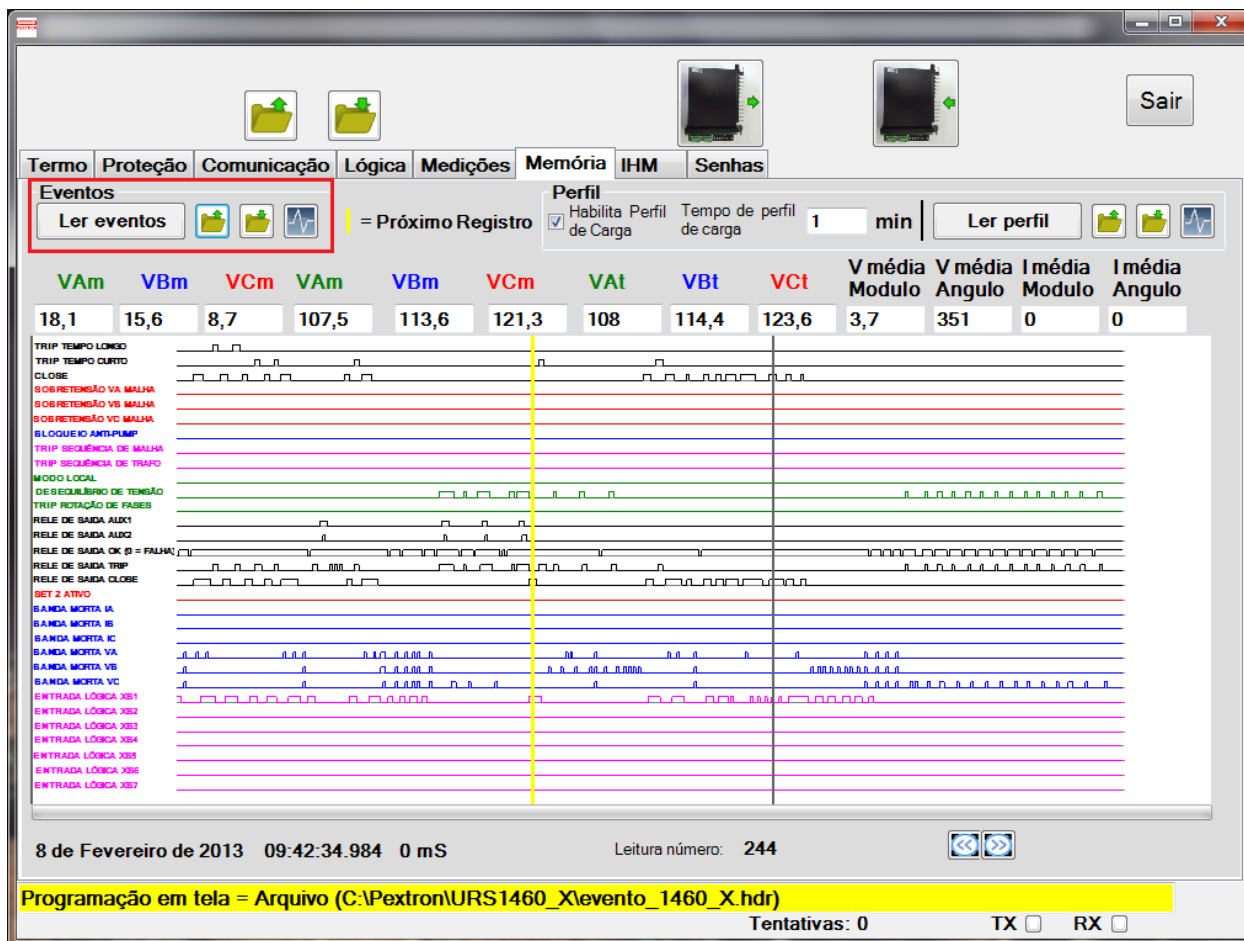 PEXTRON
Sair
Termo Proteção Comunicação Lógica Medições Memória IHM Senhas
Eventos
Ler eventos
= Próximo Registro
Perfil
Habilita Perfil de Carga
Tempo de perfil de carga
1 min
Ler perfil
VAm VBm VCm VAm VBm VCm VAt VBt VCt V média Modulo V média Angulo I média Modulo I média Angulo
18,1 15,6 8,7 107,5 113,6 121,3 108 114,4 123,6 3,7 351 0 0
TRIP TEMPO LONGO
TRIP TEMPO CURTO
CLOSE
SOBRETENSÃO VA MALHA
SOBRETENSÃO VB MALHA
SOBRETENSÃO VC MALHA
BLOQUEIO ANTI-PUMP
TRIP SEQUÊNCIA DE MALHA
TRIP SEQUÊNCIA DE TRAFO
MODO LOCAL
DESEQUILÍBRIO DE TENSÃO
TRIP ROTAÇÃO DE FASES
RELE DE SAIDA AUX1
RELE DE SAIDA AUX2
RELE DE SAIDA OK (0 = FALHA)
RELE DE SAIDA TRIP
RELE DE SAIDA CLOSE
SET 2 ATIVO
BANDA MORTA IA
BANDA MORTA IB
BANDA MORTA IC
BANDA MORTA VA
BANDA MORTA VB
BANDA MORTA VC
ENTRADA LÓGICA XB1
ENTRADA LÓGICA XB2
ENTRADA LÓGICA XB3
ENTRADA LÓGICA XB4
ENTRADA LÓGICA XB5
ENTRADA LÓGICA XB6
ENTRADA LÓGICA XB7
8 de Fevereiro de 2013 09:42:34.984 0 mS Leitura número: 244
Programação em tela = Arquivo (C:\Pextron\URS1460_X\evento_1460_X.hdr)
Tentativas: 0 TX RX